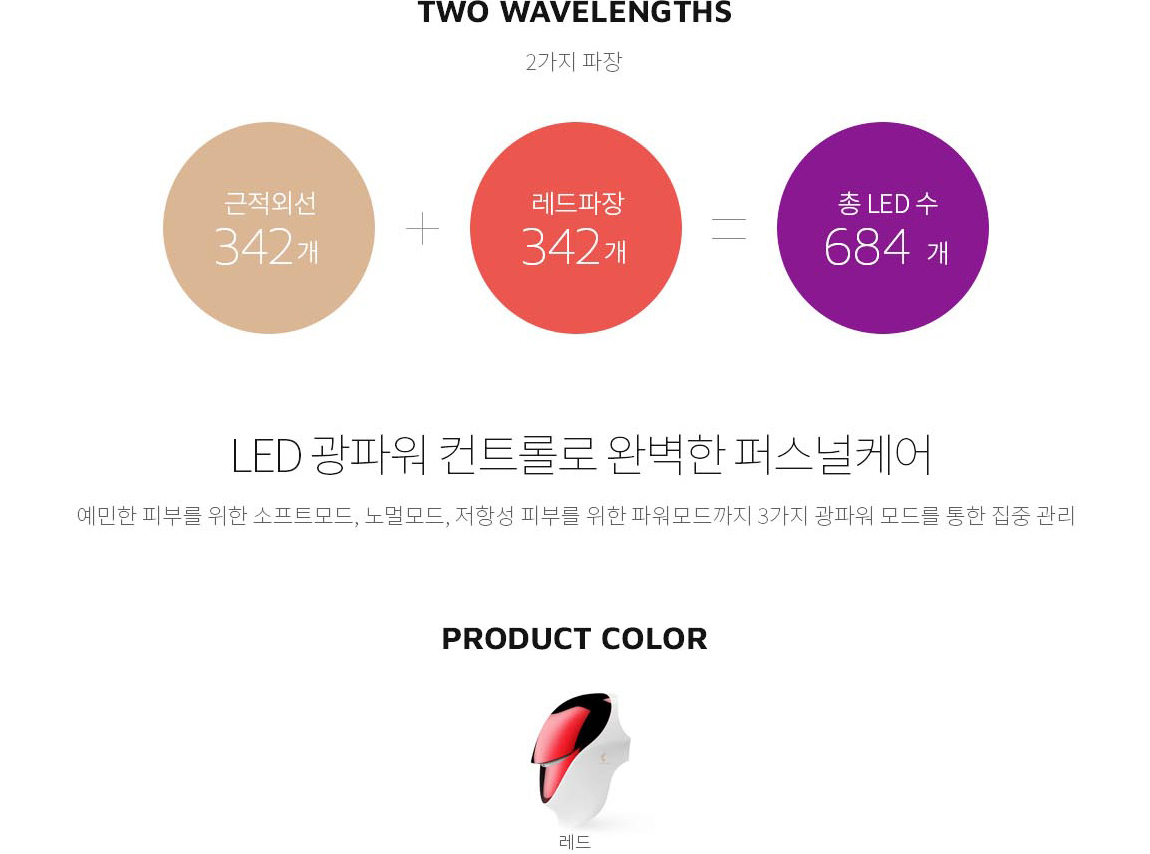 TWO WAVELENGTHS
2가지 파장
근적외선
342개
+
레드파장
342개
=
총 LED 수
684 개
LED 광파워 컨트롤로 완벽한 퍼스널케어
예민한 피부를 위한 소프트모드, 노멀모드, 저항성 피부를 위한 파워모드까지 3가지 광파워 모드를 통한 집중 관리
PRODUCT COLOR
레드